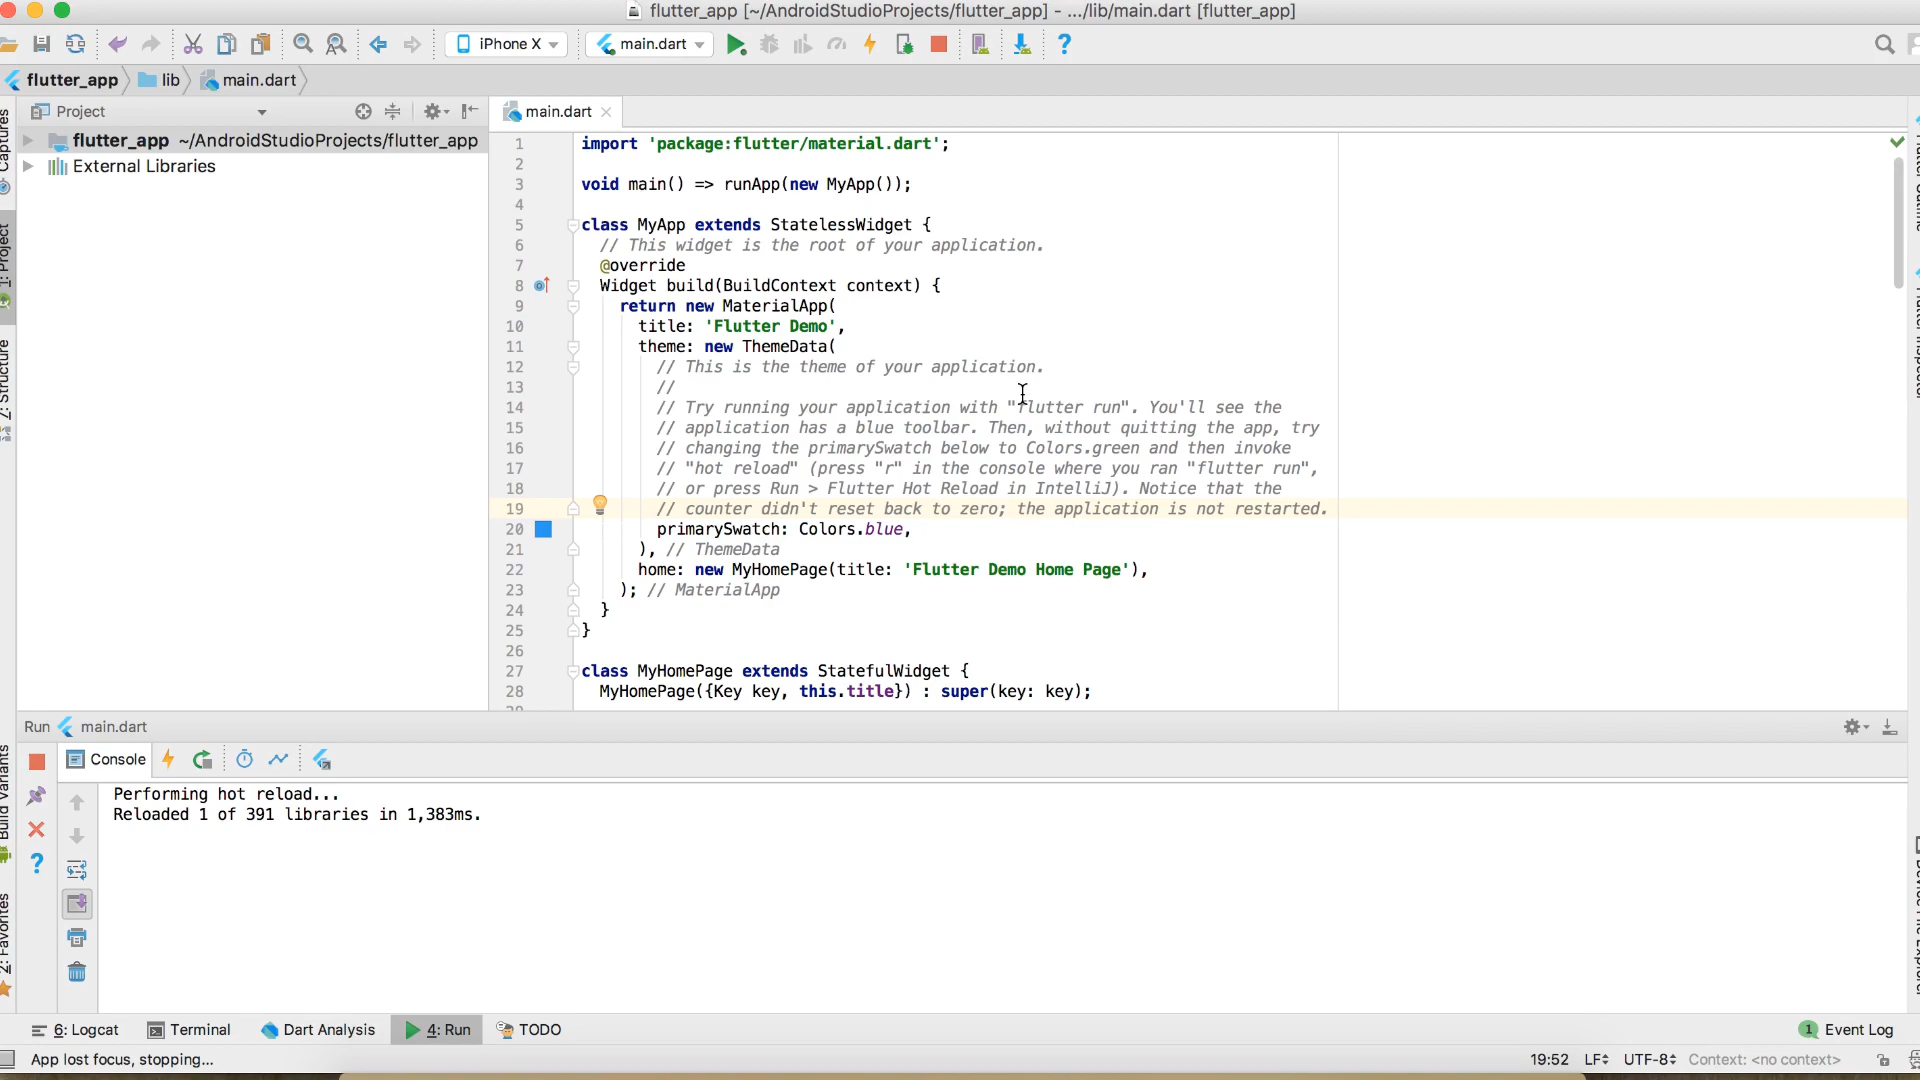 flutter_app [~/AndroidStudioProjects/flutter_app] - .../lib/main.dart [flutter_app]
iPhone X
main.dart
flutter_app
lib
main.dart
Project
main.dart
flutter_app ~/AndroidStudioProjects/flutter_app
External Libraries
Captures
1: Project
7: Structure
Build Variants
2: Favorites
1 import 'package:flutter/material.dart';
2
3 void main() => runApp(new MyApp());
4
5 class MyApp extends StatelessWidget {
6 // This widget is the root of your application.
7 @override
8 Widget build(BuildContext context) {
9 return new MaterialApp(
10 title: 'Flutter Demo',
11 theme: new ThemeData(
12 // This is the theme of your application.
13 //
14 // Try running your application with "flutter run". You'll see the
15 // application has a blue toolbar. Then, without quitting the app, try
16 // changing the primarySwatch below to Colors.green and then invoke
17 // "hot reload" (press "r" in the console where you ran "flutter run",
18 // or press Run > Flutter Hot Reload in IntelliJ). Notice that the
19 // counter didn't reset back to zero; the application is not restarted.
20 primarySwatch: Colors.blue,
21 ), // ThemeData
22 home: new MyHomePage(title: 'Flutter Demo Home Page'),
23 ); // MaterialApp
24 }
25 }
26
27 class MyHomePage extends StatefulWidget {
28 MyHomePage({Key key, this.title}) : super(key: key);
Run main.dart
Console
Performing hot reload...
Reloaded 1 of 391 libraries in 1,383ms.
6: Logcat
Terminal
Dart Analysis
4: Run
TODO
1 Event Log
App lost focus, stopping...
19:52 LF UTF-8 Context: <no context>